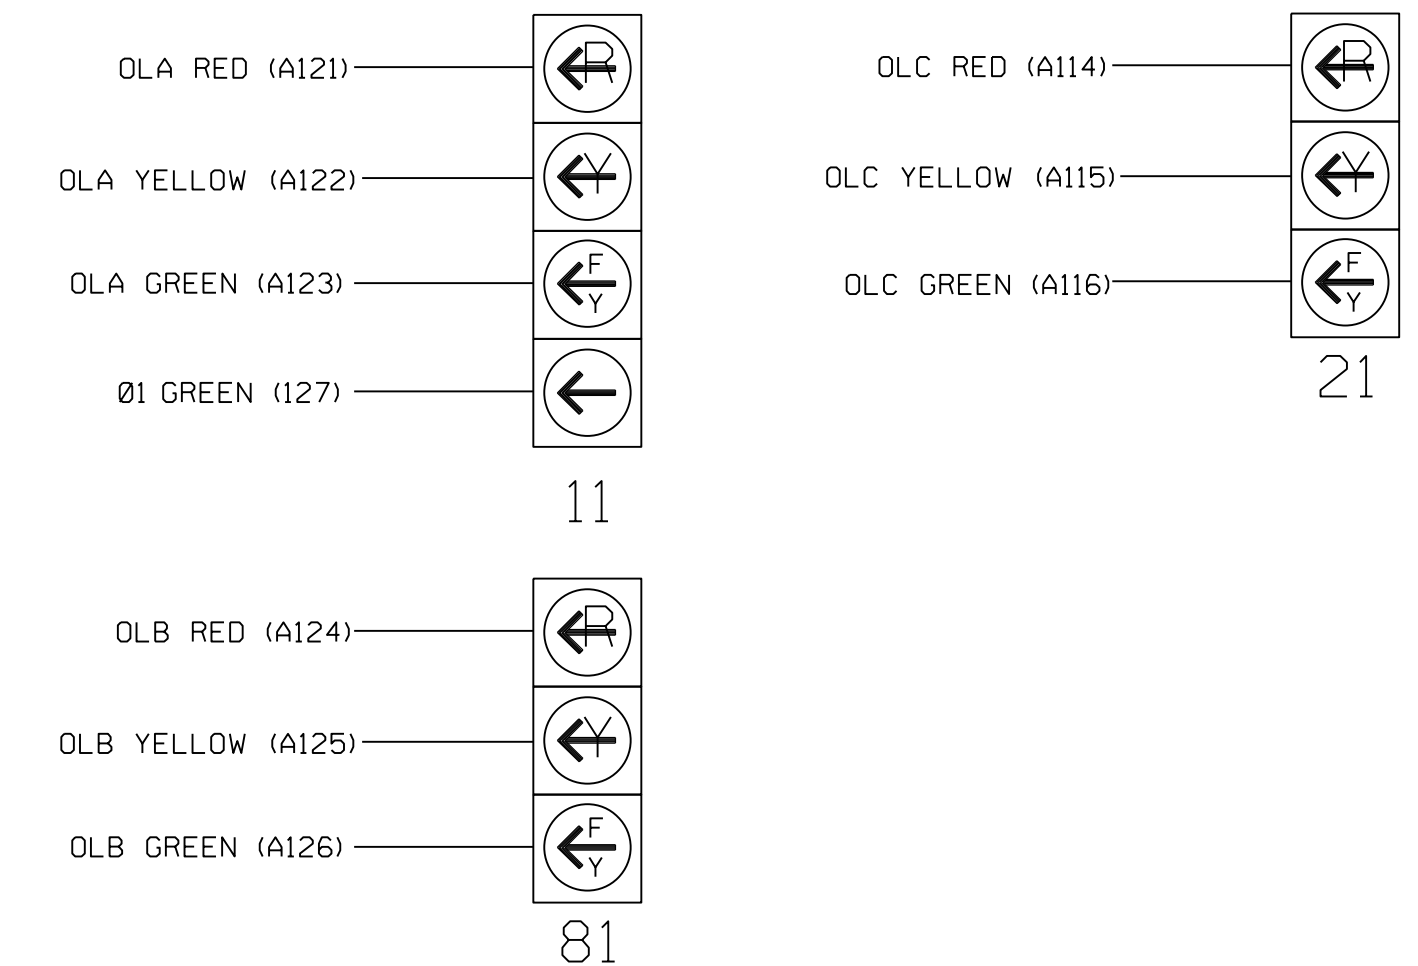 OLA RED (A121)
R
OLA YELLOW (A122)
Y
OLA GREEN (A123)
F
Y
Ø1 GREEN (127)
11
OLC RED (A114)
R
OLC YELLOW (A115)
Y
OLC GREEN (A116)
F
Y
21
OLB RED (A124)
R
OLB YELLOW (A125)
Y
OLB GREEN (A126)
F
Y
81